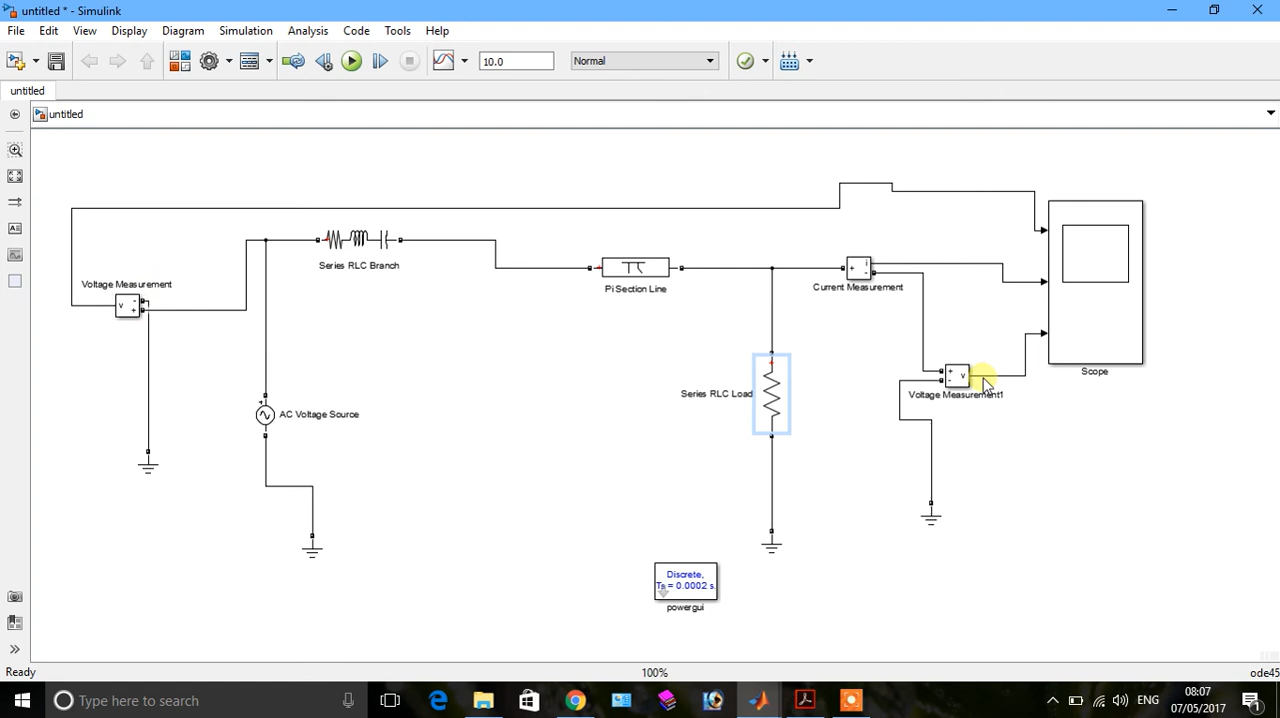 untitled * - Simulink
File Edit View Display Diagram Simulation Analysis Code Tools Help
10.0 Normal
untitled
untitled
Series RLC Branch
Voltage Measurement
v - +
Pi Section Line
+ i -
Current Measurement
Scope
+ v -
Voltage Measurement1
Series RLC Load
+
AC Voltage Source
Discrete,
Ts = 0.0002 s.
powergui
Ready 100% ode45
Type here to search
ENG
08:07
07/05/2017
1